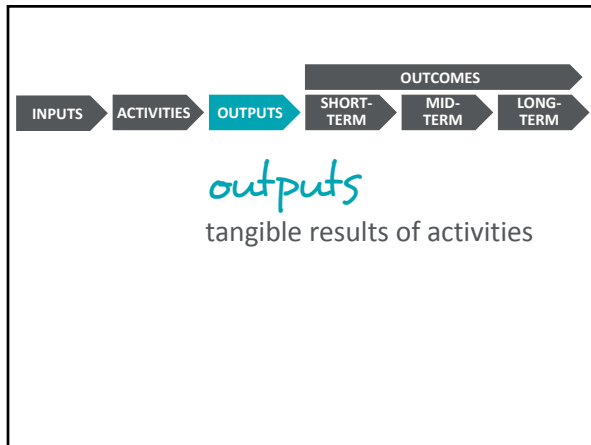 OUTCOMES
INPUTS
ACTIVITIES
OUTPUTS
SHORT-
TERM
MID-
TERM
LONG-
TERM
outputs
tangible results of activities